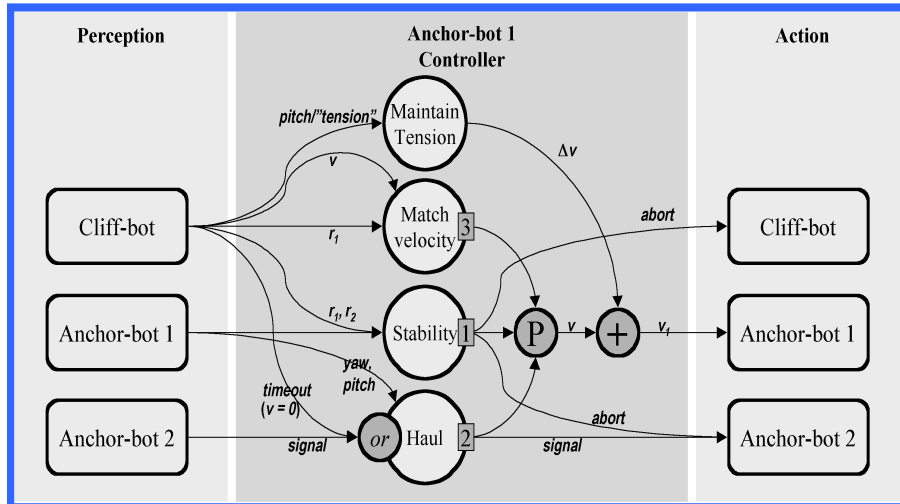 Perception
Anchor-bot 1
Controller
Action
pitch/"tension"
Maintain
Tension
Δv
v
abort
Cliff-bot
r1
Match
velocity
3
Cliff-bot
Anchor-bot 1
r1, r2
Stability
1
P
v
+
v1
Anchor-bot 1
yaw,
pitch
timeout
(v = 0)
Anchor-bot 2
signal
or
Haul
2
abort
signal
Anchor-bot 2